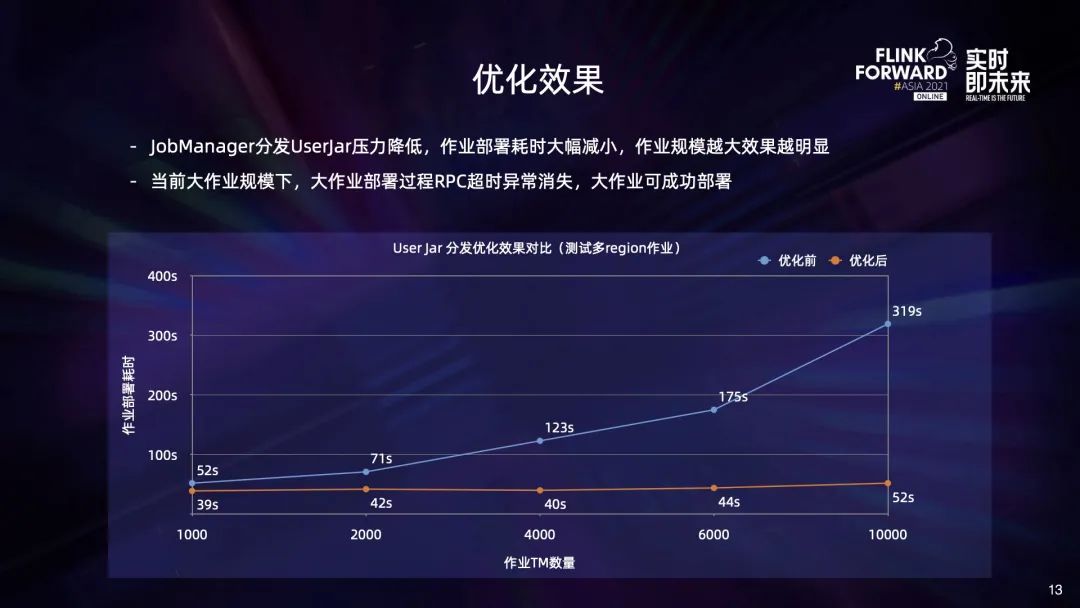 优化效果
FLINK
FORWARD
#ASIA 2021
ONLINE
实时
即未来
REAL-TIME IS THE FUTURE
- JobManager分发UserJar压力降低，作业部署耗时大幅减小，作业规模越大效果越明显
- 当前大作业规模下，大作业部署过程RPC超时异常消失，大作业可成功部署
User Jar 分发优化效果对比（测试多region作业）
优化前 优化后
400s
300s
200s
100s
作业部署耗时
52s
71s
123s
175s
319s
39s
42s
40s
44s
52s
1000 2000 4000 6000 10000
作业TM数量
13